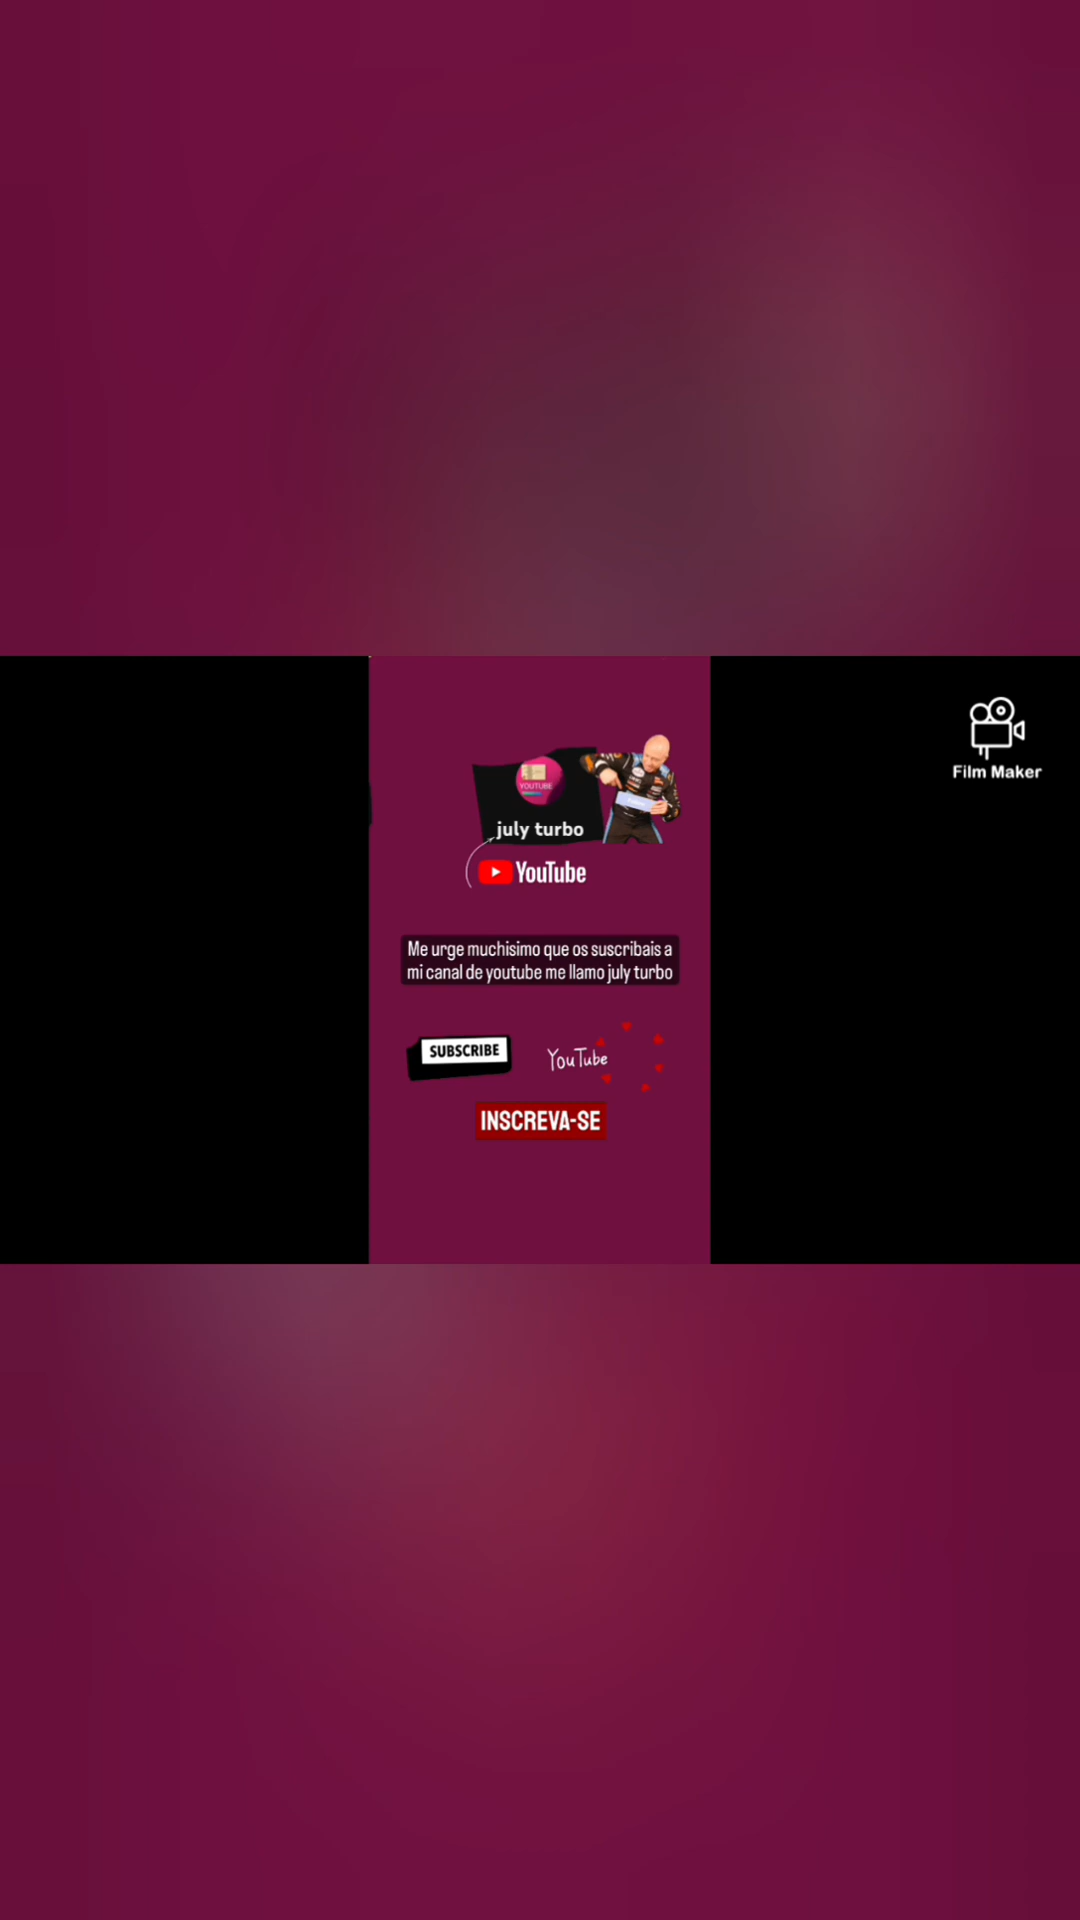 Film Maker
YOUTUBE
july turbo
YouTube
Me urge muchisimo que os suscribais a
mi canal de youtube me llamo july turbo
SUBSCRIBE
YouTube
INSCREVA-SE